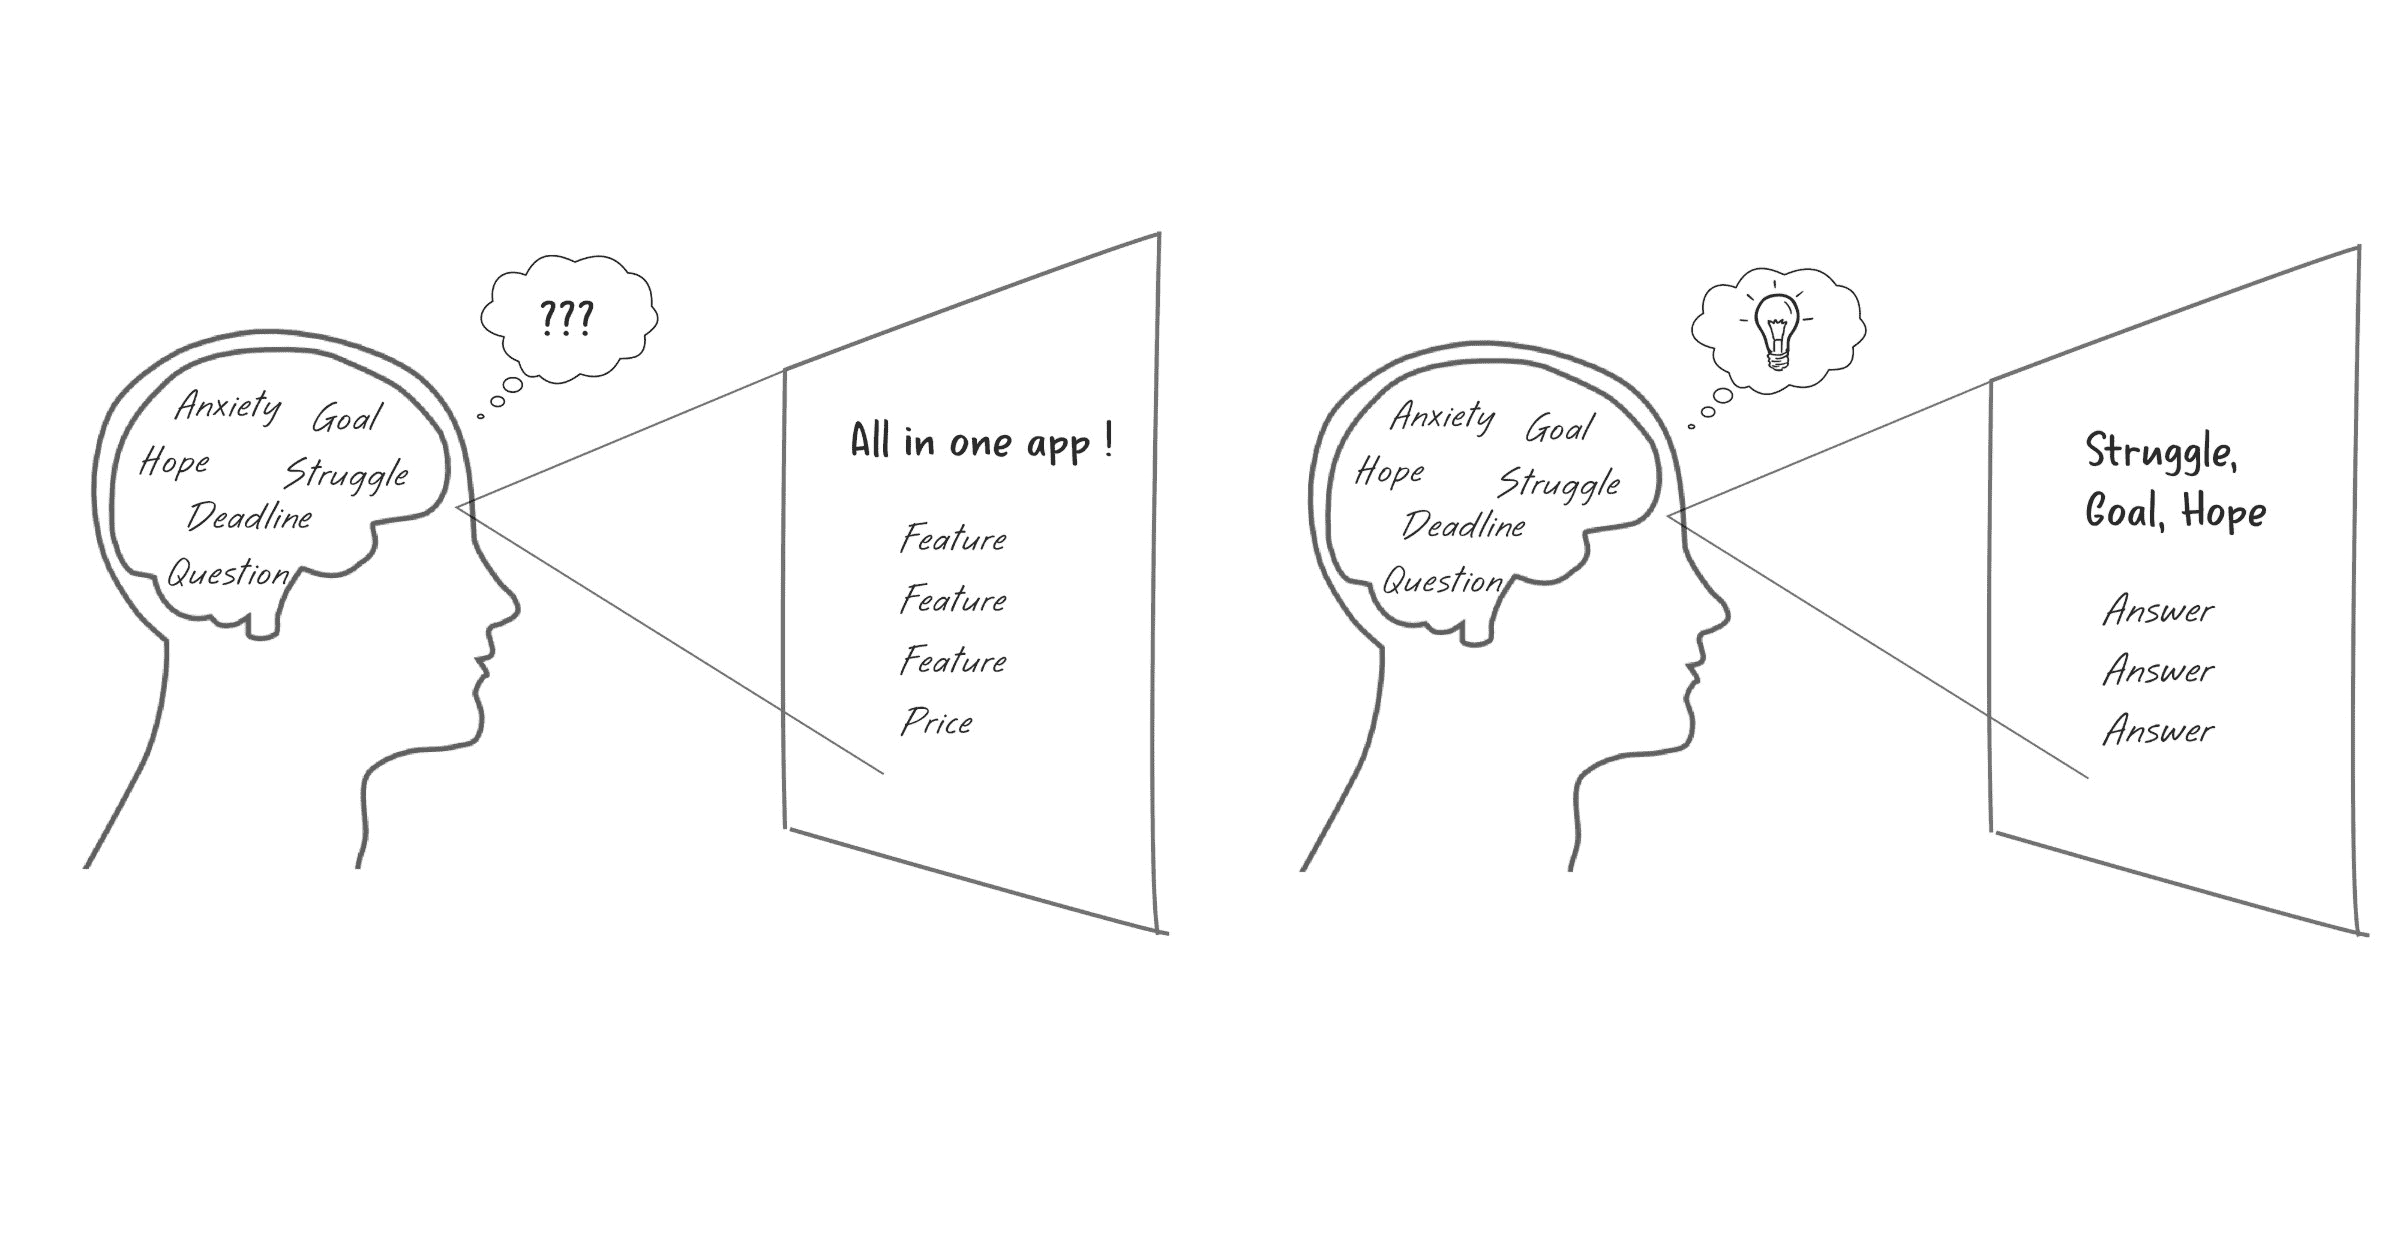 ???
Anxiety Goal
Hope Struggle
Deadline
Question
All in one app !
Feature
Feature
Feature
Price
Anxiety Goal
Hope Struggle
Deadline
Question
Struggle,
Goal, Hope
Answer
Answer
Answer